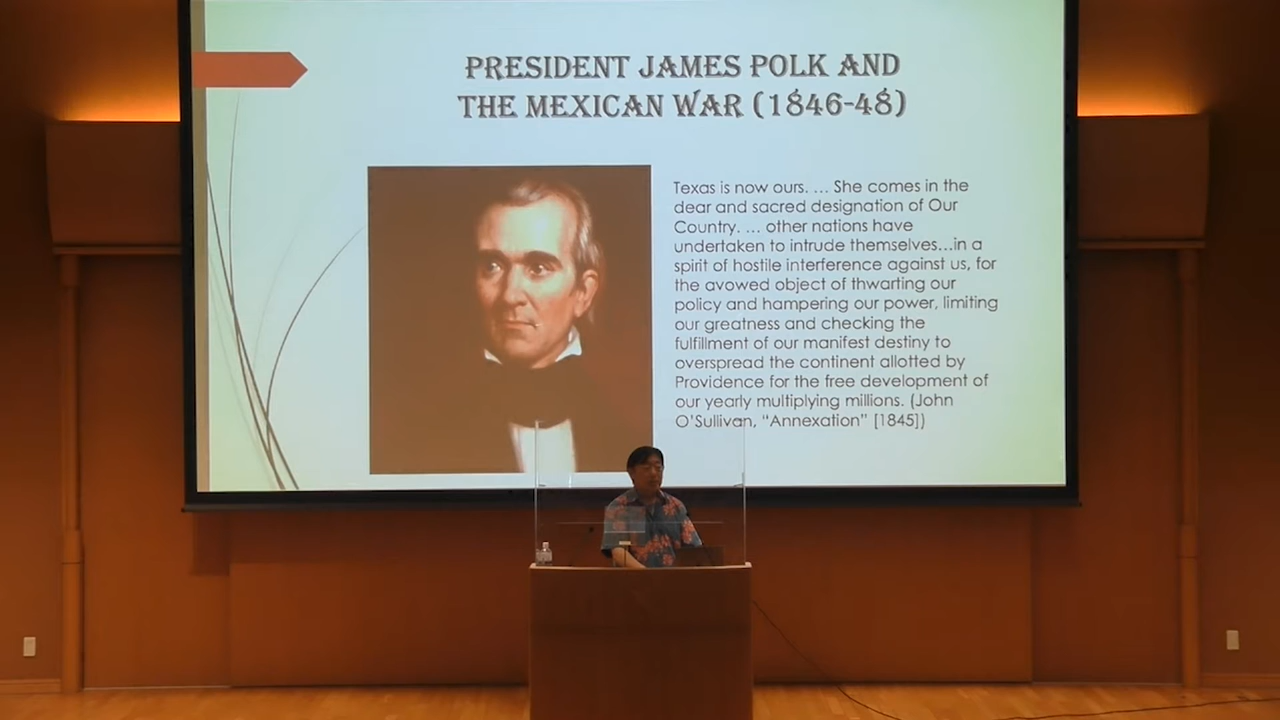 PRESIDENT JAMES POLK AND
THE MEXICAN WAR (1846-48)
Texas is now ours. … She comes in the
dear and sacred designation of Our
Country. … other nations have
undertaken to intrude themselves…in a
spirit of hostile interference against us, for
the avowed object of thwarting our
policy and hampering our power, limiting
our greatness and checking the
fulfillment of our manifest destiny to
overspread the continent allotted by
Providence for the free development of
our yearly multiplying millions. (John
O’Sullivan, “Annexation” [1845])